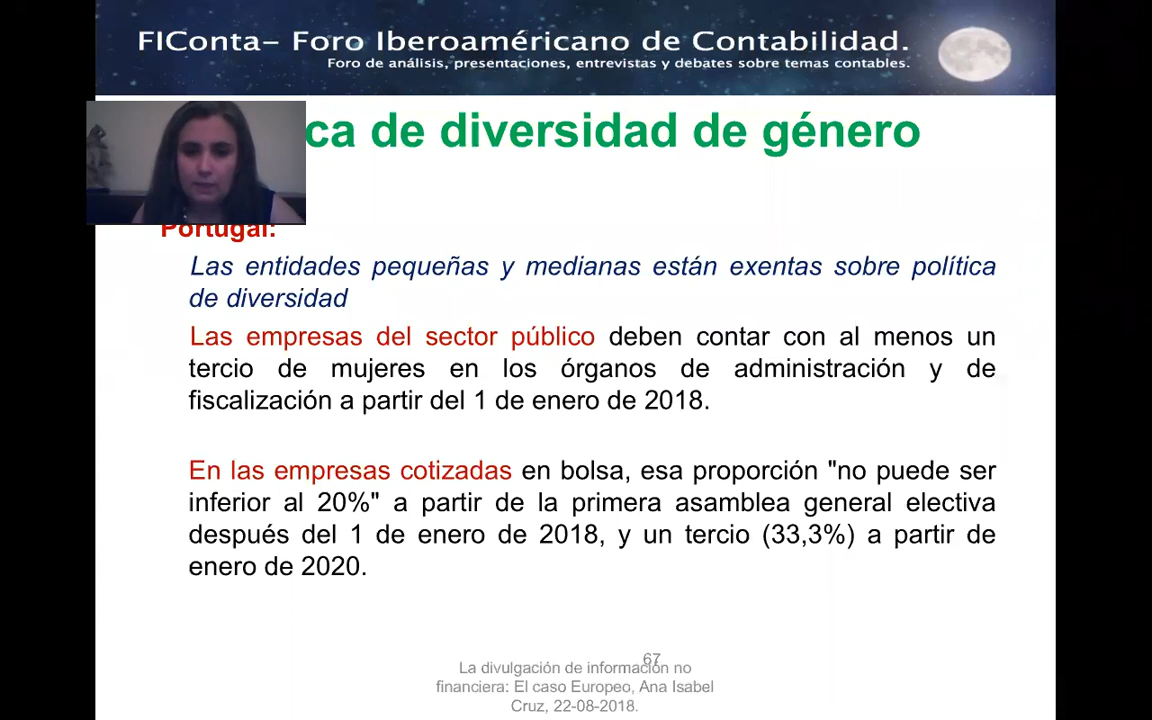 FIConta– Foro Iberoaméricano de Contabilidad.
Foro de análisis, presentaciones, entrevistas y debates sobre temas contables.
ca de diversidad de género
Portugal:
Las entidades pequeñas y medianas están exentas sobre política
de diversidad
Las empresas del sector público deben contar con al menos un
tercio de mujeres en los órganos de administración y de
fiscalización a partir del 1 de enero de 2018.
En las empresas cotizadas en bolsa, esa proporción "no puede ser
inferior al 20%" a partir de la primera asamblea general electiva
después del 1 de enero de 2018, y un tercio (33,3%) a partir de
enero de 2020.
67
La divulgación de información no
financiera: El caso Europeo, Ana Isabel
Cruz, 22-08-2018.